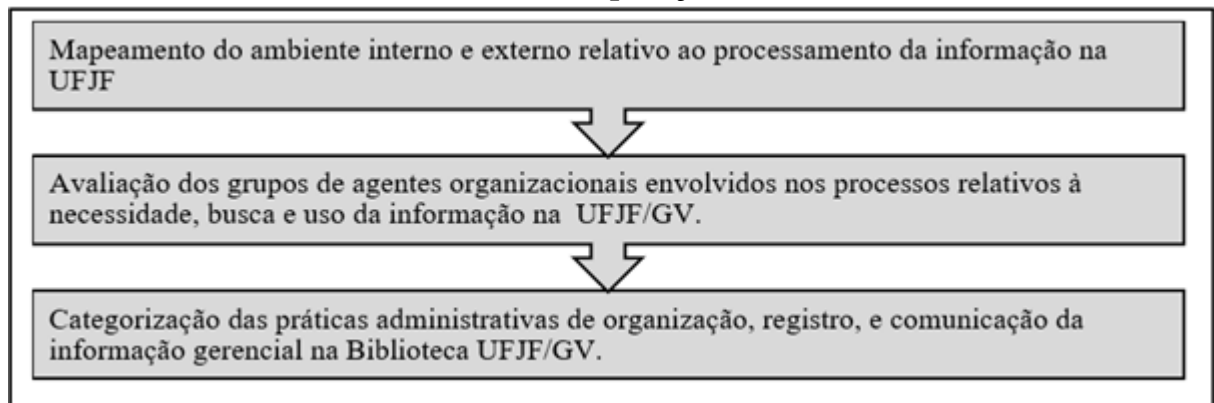 Mapeamento do ambiente interno e externo relativo ao processamento da informação na
UFJF
Avaliação dos grupos de agentes organizacionais envolvidos nos processos relativos à
necessidade, busca e uso da informação na UFJF/GV.
Categorização das práticas administrativas de organização, registro, e comunicação da
informação gerencial na Biblioteca UFJF/GV.